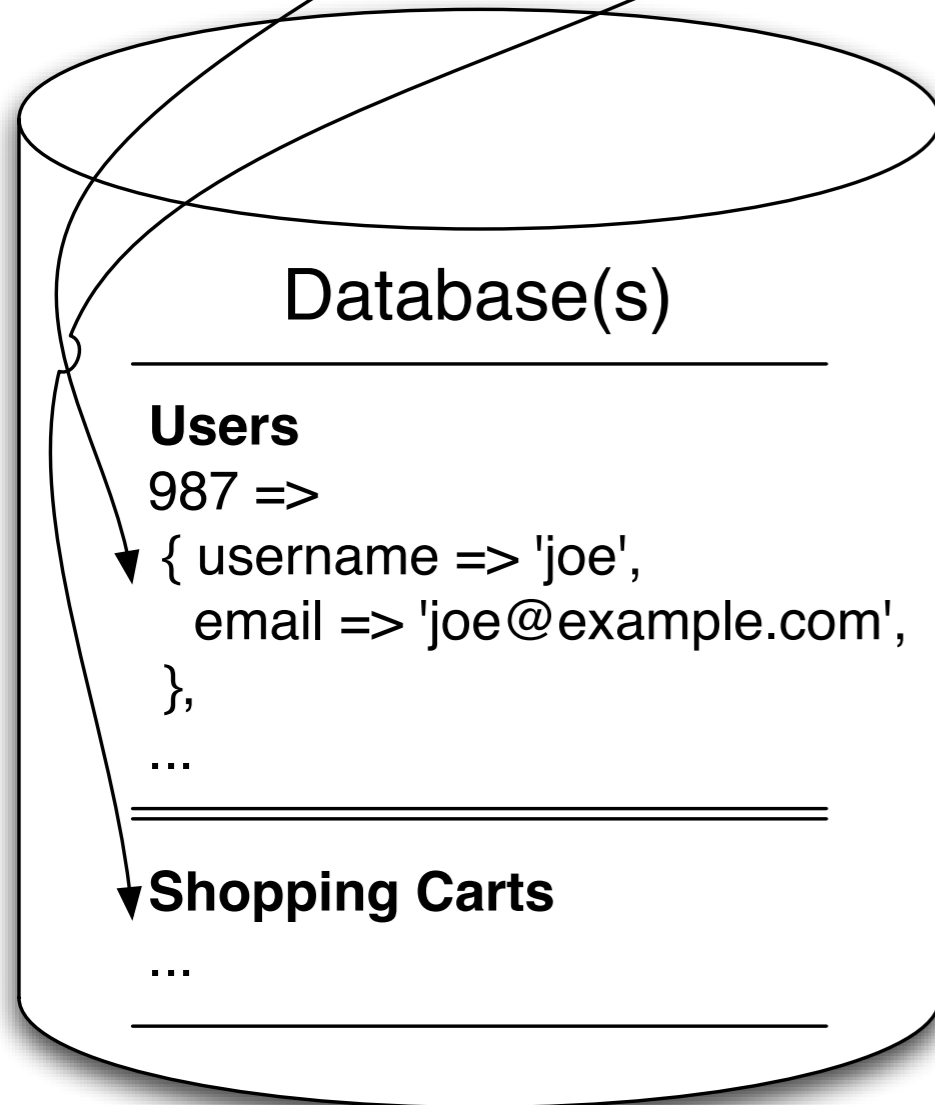 Database(s)
Users
987 =>
{ username => 'joe',
email => 'joe@example.com',
},
...
Shopping Carts
...